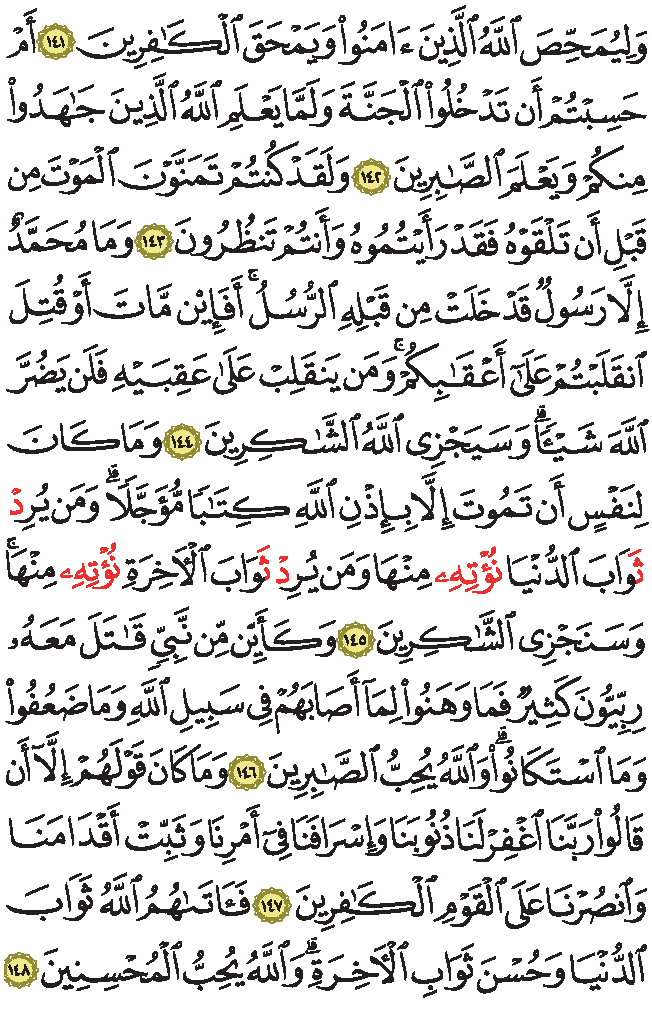 وَلِيُمَحِّصَ ٱللَّهُ ٱلَّذِينَ ءَامَنُوا۟ وَيَمْحَقَ ٱلْكَـٰفِرِينَ ١٤١ أَمْ
حَسِبْتُمْ أَن تَدْخُلُوا۟ ٱلْجَنَّةَ وَلَمَّا يَعْلَمِ ٱللَّهُ ٱلَّذِينَ جَـٰهَدُوا۟
مِنكُمْ وَيَعْلَمَ ٱلصَّـٰبِرِينَ ١٤٢ وَلَقَدْ كُنتُمْ تَمَنَّوْنَ ٱلْمَوْتَ مِن
قَبْلِ أَن تَلْقَوْهُ فَقَدْ رَأَيْتُمُوهُ وَأَنتُمْ تَنظُرُونَ ١٤٣ وَمَا مُحَمَّدٌ
إِلَّا رَسُولٌ قَدْ خَلَتْ مِن قَبْلِهِ ٱلرُّسُلُ ۚ أَفَإِي۟ن مَّاتَ أَوْ قُتِلَ
ٱنقَلَبْتُمْ عَلَىٰٓ أَعْقَـٰبِكُمْ ۚ وَمَن يَنقَلِبْ عَلَىٰ عَقِبَيْهِ فَلَن يَضُرَّ
ٱللَّهَ شَيْـًٔا ۗ وَسَيَجْزِى ٱللَّهُ ٱلشَّـٰكِرِينَ ١٤٤ وَمَا كَانَ
لِنَفْسٍ أَن تَمُوتَ إِلَّا بِإِذْنِ ٱللَّهِ كِتَـٰبًا مُّؤَجَّلًا ۗ وَمَن يُرِدْ
ثَوَابَ ٱلدُّنْيَا نُؤْتِهِۦ مِنْهَا وَمَن يُرِدْ ثَوَابَ ٱلْـَٔاخِرَةِ نُؤْتِهِۦ مِنْهَا ۚ
وَسَنَجْزِى ٱلشَّـٰكِرِينَ ١٤٥ وَكَأَيِّن مِّن نَّبِىٍّ قَـٰتَلَ مَعَهُۥ
رِبِّيُّونَ كَثِيرٌ فَمَا وَهَنُوا۟ لِمَآ أَصَابَهُمْ فِى سَبِيلِ ٱللَّهِ وَمَا ضَعُفُوا۟
وَمَا ٱسْتَكَانُوا۟ ۗ وَٱللَّهُ يُحِبُّ ٱلصَّـٰبِرِينَ ١٤٦ وَمَا كَانَ قَوْلَهُمْ إِلَّآ أَن
قَالُوا۟ رَبَّنَا ٱغْفِرْ لَنَا ذُنُوبَنَا وَإِسْرَافَنَا فِىٓ أَمْرِنَا وَثَبِّتْ أَقْدَامَنَا
وَٱنصُرْنَا عَلَى ٱلْقَوْمِ ٱلْكَـٰفِرِينَ ١٤٧ فَـَٔاتَىٰهُمُ ٱللَّهُ ثَوَابَ
ٱلدُّنْيَا وَحُسْنَ ثَوَابِ ٱلْـَٔاخِرَةِ ۗ وَٱللَّهُ يُحِبُّ ٱلْمُحْسِنِينَ ١٤٨